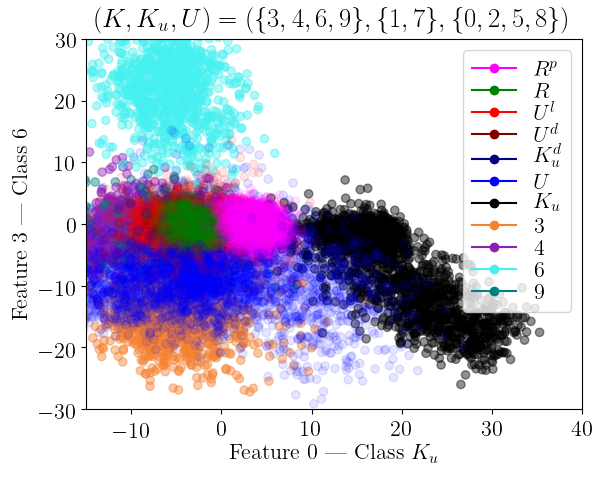 (K, K_u, U) = ({3, 4, 6, 9}, {1, 7}, {0, 2, 5, 8})
30
20
10
0
−10
−20
−30
Feature 3 — Class 6
R^p
R
U^l
U^d
K_u^d
U
K_u
3
4
6
9
−10
0
10
20
30
40
Feature 0 — Class K_u